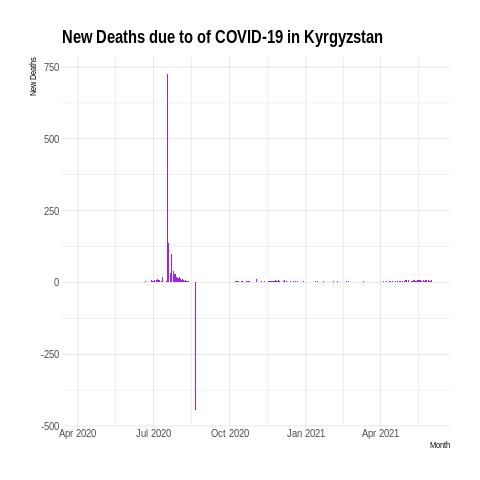 New Deaths due to of COVID-19 in Kyrgyzstan
New Deaths
750
500
250
0
-250
-500
Apr 2020 Jul 2020 Oct 2020 Jan 2021 Apr 2021
Month